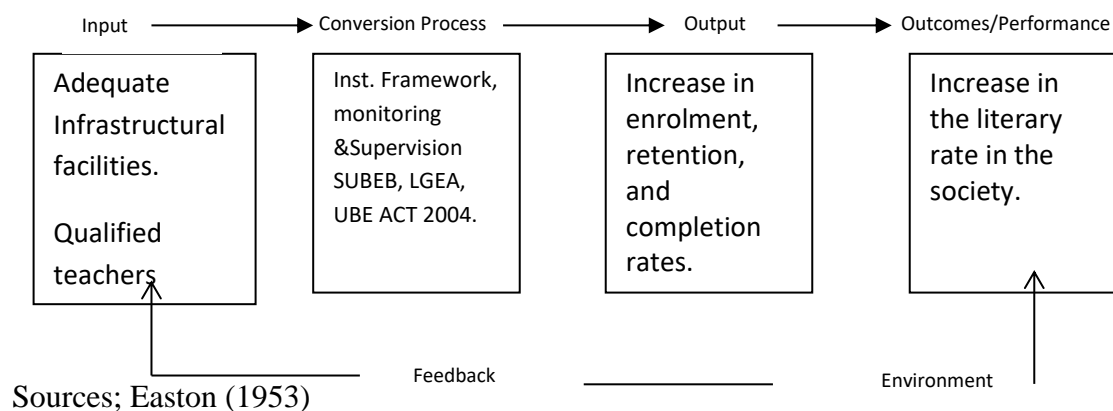 Input Conversion Process Output Outcomes/Performance
Adequate
Infrastructural
facilities.
Qualified
teachers
Inst. Framework,
monitoring
&Supervision
SUBEB, LGEA,
UBE ACT 2004.
Increase in
enrolment,
retention,
and
completion
rates.
Increase in
the literary
rate in the
society.
Feedback
Environment
Sources; Easton (1953)